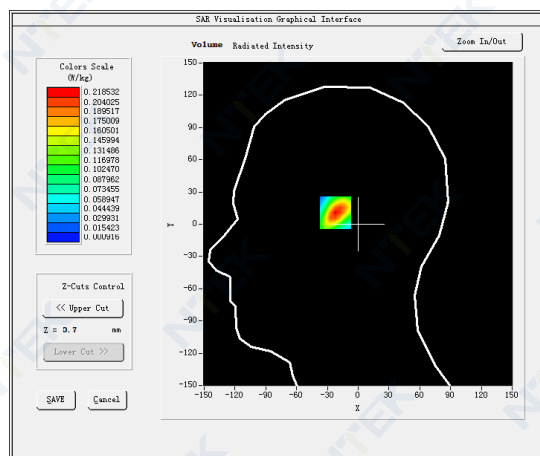 SAR Visualisation Graphical Interface
Volume Radiated Intensity
Zoom In/Out
Colors Scale
(W/kg)
0.218532
0.204025
0.189517
0.175009
0.160501
0.145994
0.131486
0.116978
0.102470
0.087962
0.073455
0.058947
0.044439
0.029931
0.015423
0.000916
Z-Cuts Control
<< Upper Cut
Z = 0.7 mm
Lower Cut >>
SAVE
Cancel
150
120
90
60
30
0
-30
-60
-90
-120
-150
Y
-150 -120 -90 -60 -30 0 30 60 90 120 150
X
NTEK